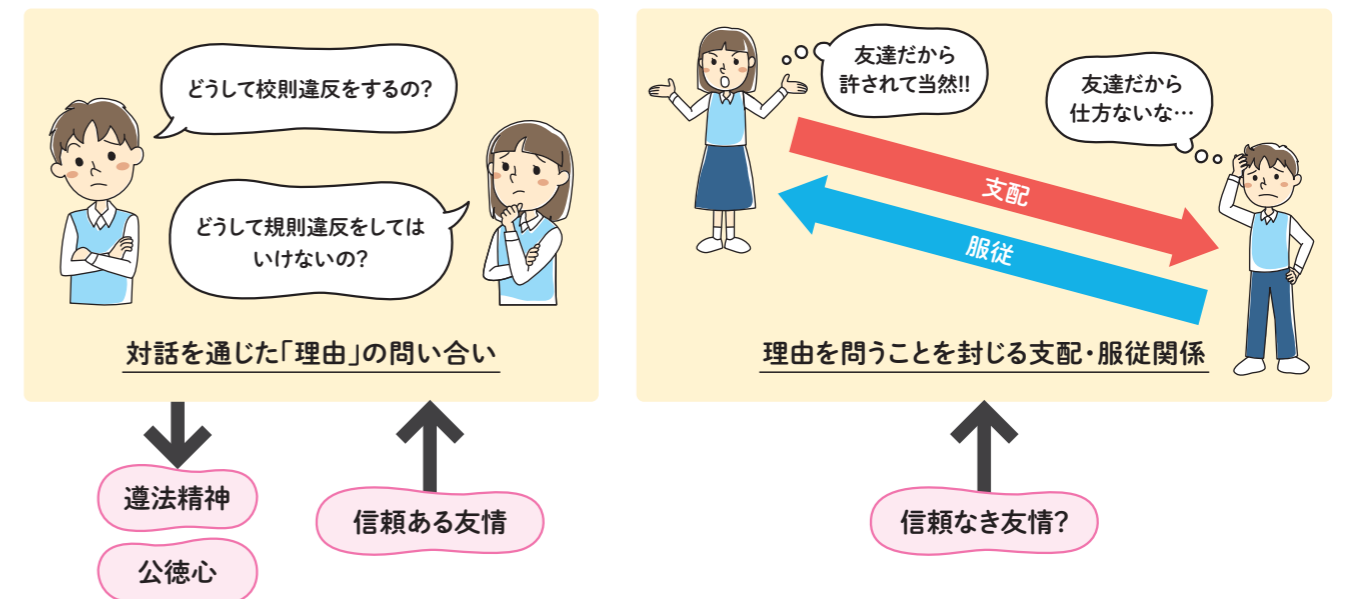 どうして校則違反をするの?
どうして規則違反をしては
いけないの?
対話を通じた「理由」の問い合い
遵法精神
公徳心
信頼ある友情
友達だから
許されて当然!!
友達だから
仕方ないな…
支配
服従
理由を問うことを封じる支配・服従関係
信頼なき友情?